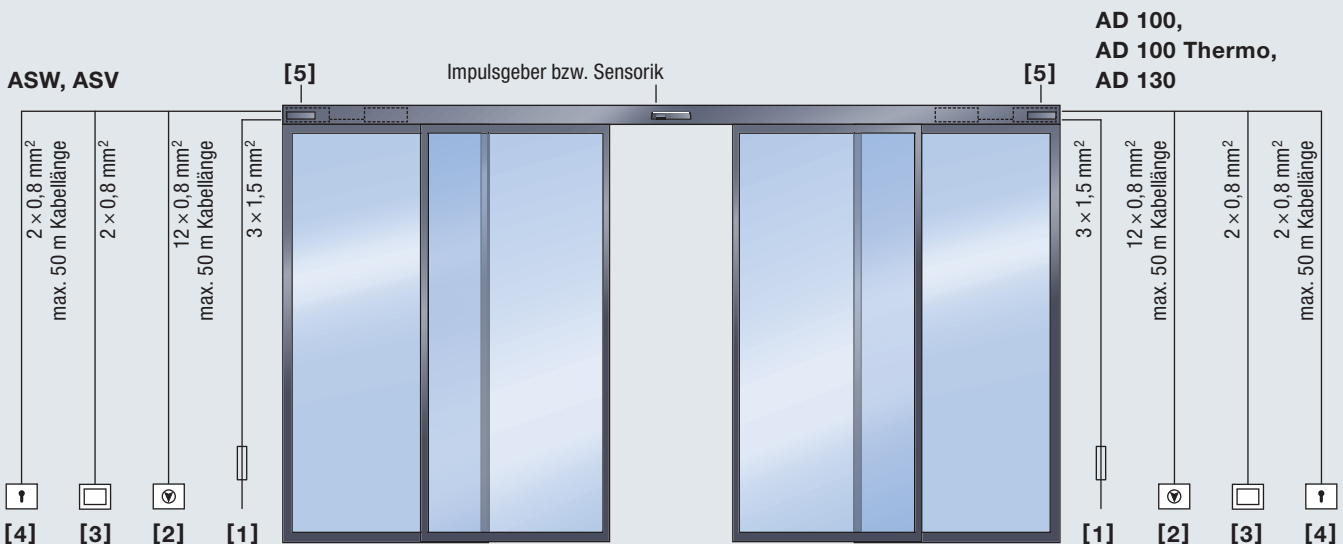 AD 100,
AD 100 Thermo,
AD 130
ASW, ASV
[5]
Impulsgeber bzw. Sensorik
[5]
2 × 0,8 mm²
max. 50 m Kabellänge
2 × 0,8 mm²
12 × 0,8 mm²
max. 50 m Kabellänge
3 × 1,5 mm²
3 × 1,5 mm²
12 × 0,8 mm²
max. 50 m Kabellänge
2 × 0,8 mm²
2 × 0,8 mm²
max. 50 m Kabellänge
[4]
[3]
[2]
[1]
[1]
[2]
[3]
[4]